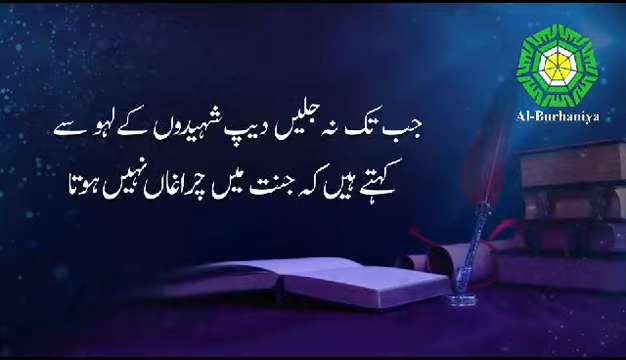 Al-Burhaniya
جب تک نہ جلیں دیپ شہیدوں کے لہو سے
کہتے ہیں کہ جنت میں چراغاں نہیں ہوتا